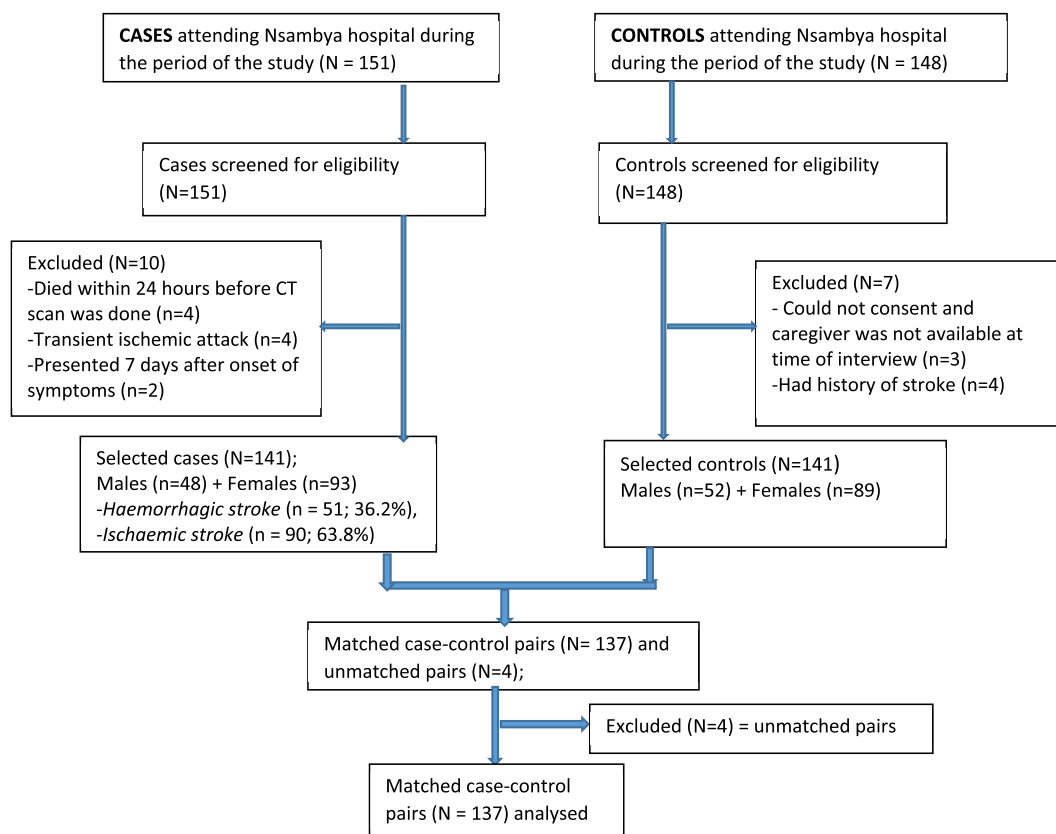 CASES attending Nsambya hospital during
the period of the study (N = 151)
CONTROLS attending Nsambya hospital
during the period of the study (N = 148)
Cases screened for eligibility
(N=151)
Controls screened for eligibility
(N=148)
Excluded (N=10)
-Died within 24 hours before CT
scan was done (n=4)
-Transient ischemic attack (n=4)
-Presented 7 days after onset of
symptoms (n=2)
Excluded (N=7)
- Could not consent and
caregiver was not available at
time of interview (n=3)
-Had history of stroke (n=4)
Selected cases (N=141);
Males (n=48) + Females (n=93)
-Haemorrhagic stroke (n = 51; 36.2%),
-Ischaemic stroke (n = 90; 63.8%)
Selected controls (N=141)
Males (n=52) + Females (n=89)
Matched case-control pairs (N= 137) and
unmatched pairs (N=4);
Excluded (N=4) = unmatched pairs
Matched case-control
pairs (N = 137) analysed